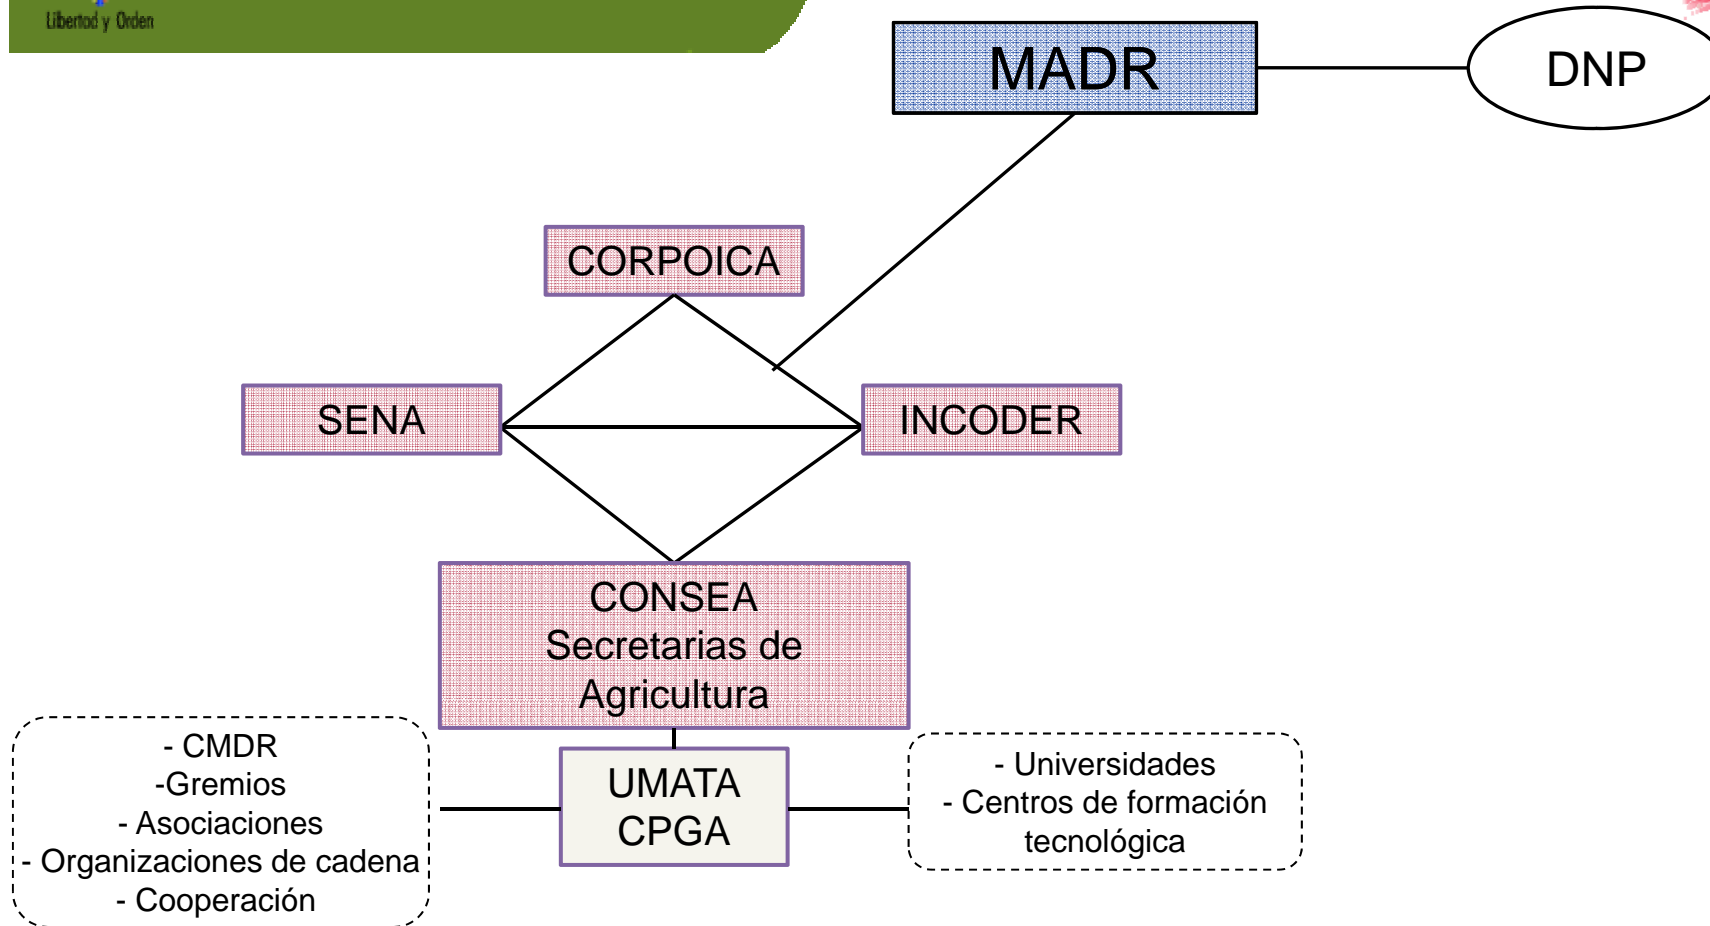 Libertad y Orden
MADR
DNP
CORPOICA
SENA
INCODER
CONSEA
Secretarias de
Agricultura
UMATA
CPGA
- CMDR
-Gremios
- Asociaciones
- Organizaciones de cadena
- Cooperación
- Universidades
- Centros de formación
tecnológica